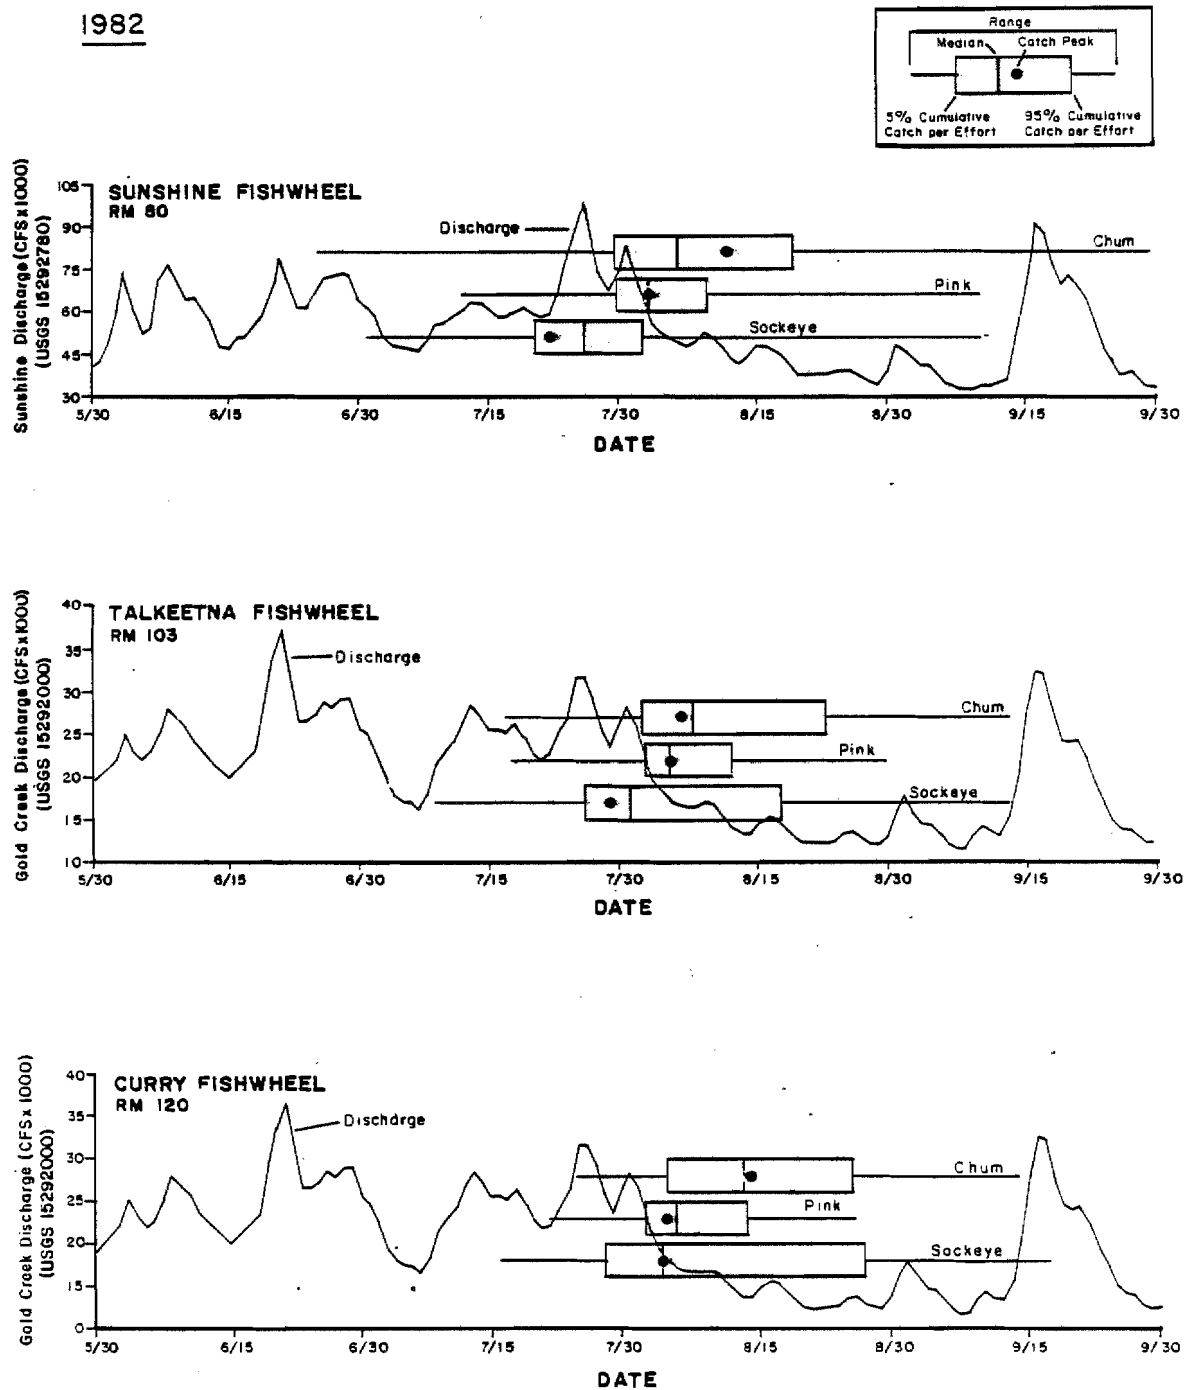 1982
Range
Median
Catch Peak
5% Cumulative
Catch per Effort
95% Cumulative
Catch per Effort
SUNSHINE FISHWHEEL
RM 80
Sunshine Discharge (CFS x 1000)
(USGS 15292780)
105
90
75
60
45
30
Discharge
Chum
Pink
Sockeye
5/30 6/15 6/30 7/15 7/30 8/15 8/30 9/15 9/30
DATE
TALKEETNA FISHWHEEL
RM 103
Gold Creek Discharge (CFS x 1000)
(USGS 15292000)
40
35
30
25
20
15
10
Discharge
Chum
Pink
Sockeye
5/30 6/15 6/30 7/15 7/30 8/15 8/30 9/15 9/30
DATE
CURRY FISHWHEEL
RM 120
Gold Creek Discharge (CFS x 1000)
(USGS 15292000)
40
35
30
25
20
15
0
Discharge
Chum
Pink
Sockeye
5/30 6/15 6/30 7/15 7/30 8/15 8/30 9/15 9/30
DATE